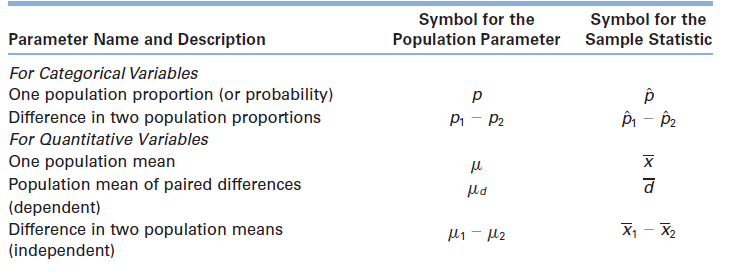 Symbol for the Symbol for the
Parameter Name and Description Population Parameter Sample Statistic
For Categorical Variables
One population proportion (or probability) p p̂
Difference in two population proportions p₁ − p₂ p̂₁ − p̂₂
For Quantitative Variables
One population mean μ x̅
Population mean of paired differences μd d̅
(dependent)
Difference in two population means μ₁ − μ₂ x̅₁ − x̅₂
(independent)